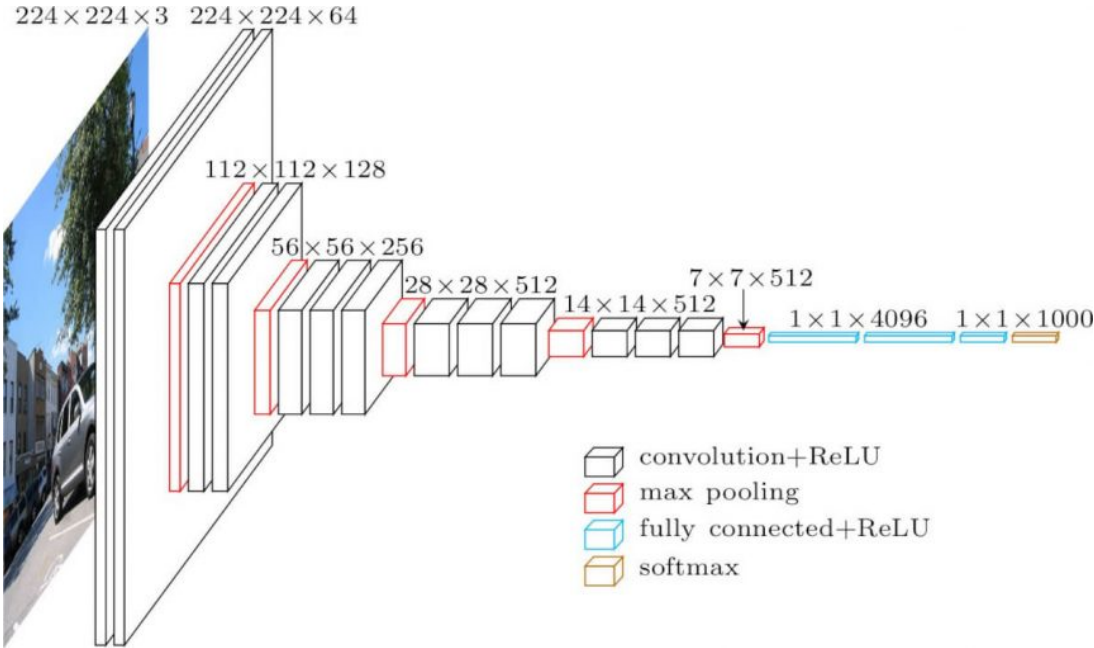 224×224×3
224×224×64
112×112×128
56×56×256
28×28×512
14×14×512
7×7×512
1×1×4096
1×1×1000
convolution+ReLU
max pooling
fully connected+ReLU
softmax